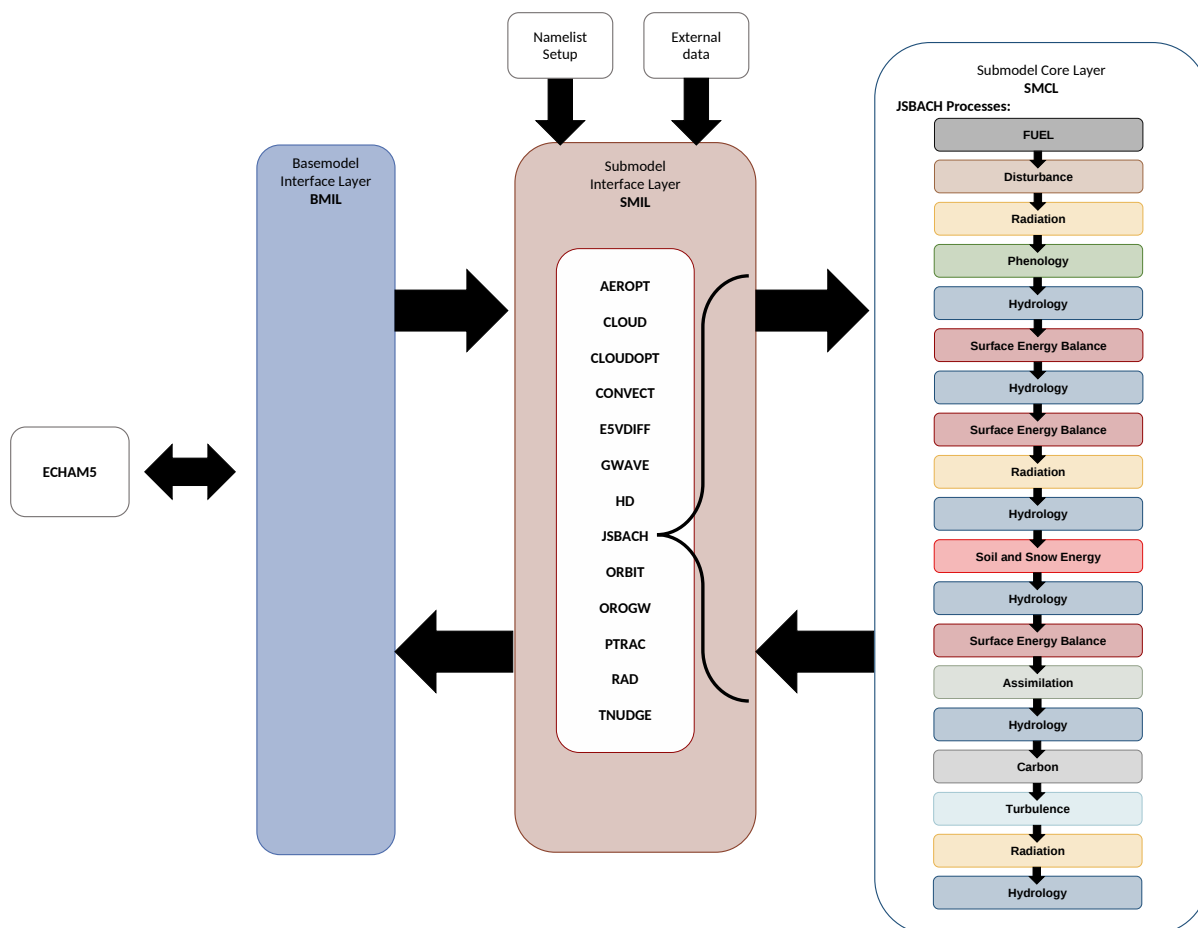 Namelist
Setup
External
data
Submodel Core Layer
SMCL
JSBACH Processes:
FUEL
Disturbance
Radiation
Phenology
Hydrology
Surface Energy Balance
Hydrology
Surface Energy Balance
Radiation
Hydrology
Soil and Snow Energy
Hydrology
Surface Energy Balance
Assimilation
Hydrology
Carbon
Turbulence
Radiation
Hydrology
Basemodel
Interface Layer
BMIL
Submodel
Interface Layer
SMIL
AEROPT
CLOUD
CLOUDOPT
CONVECT
E5VDIFF
GWAVE
HD
JSBACH
ORBIT
OROGW
PTRAC
RAD
TNUDGE
ECHAM5